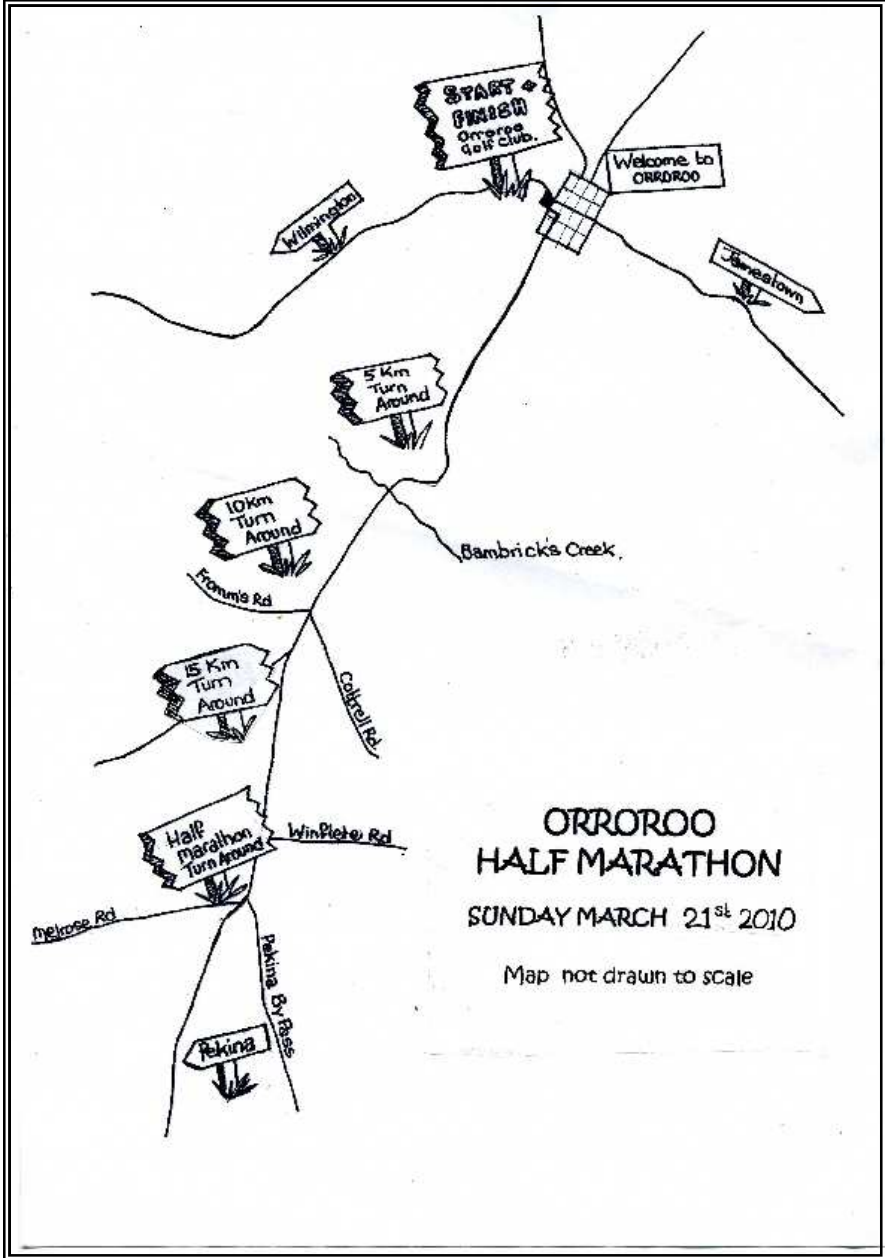 START +
FINISH
Orroroo
Golf Club.
Welcome to
ORROROO
Wilmington
Jamestown
5 Km
Turn
Around
10Km
Turn
Around
Bambrick's Creek.
Fromm's Rd
15 Km
Turn
Around
Coltrell Rd.
Half
Marathon
Turn Around
Winflete Rd
ORROROO
HALF MARATHON
SUNDAY MARCH 21st 2010
Map not drawn to scale
Melrose Rd
Pekina By Pass
Pekina